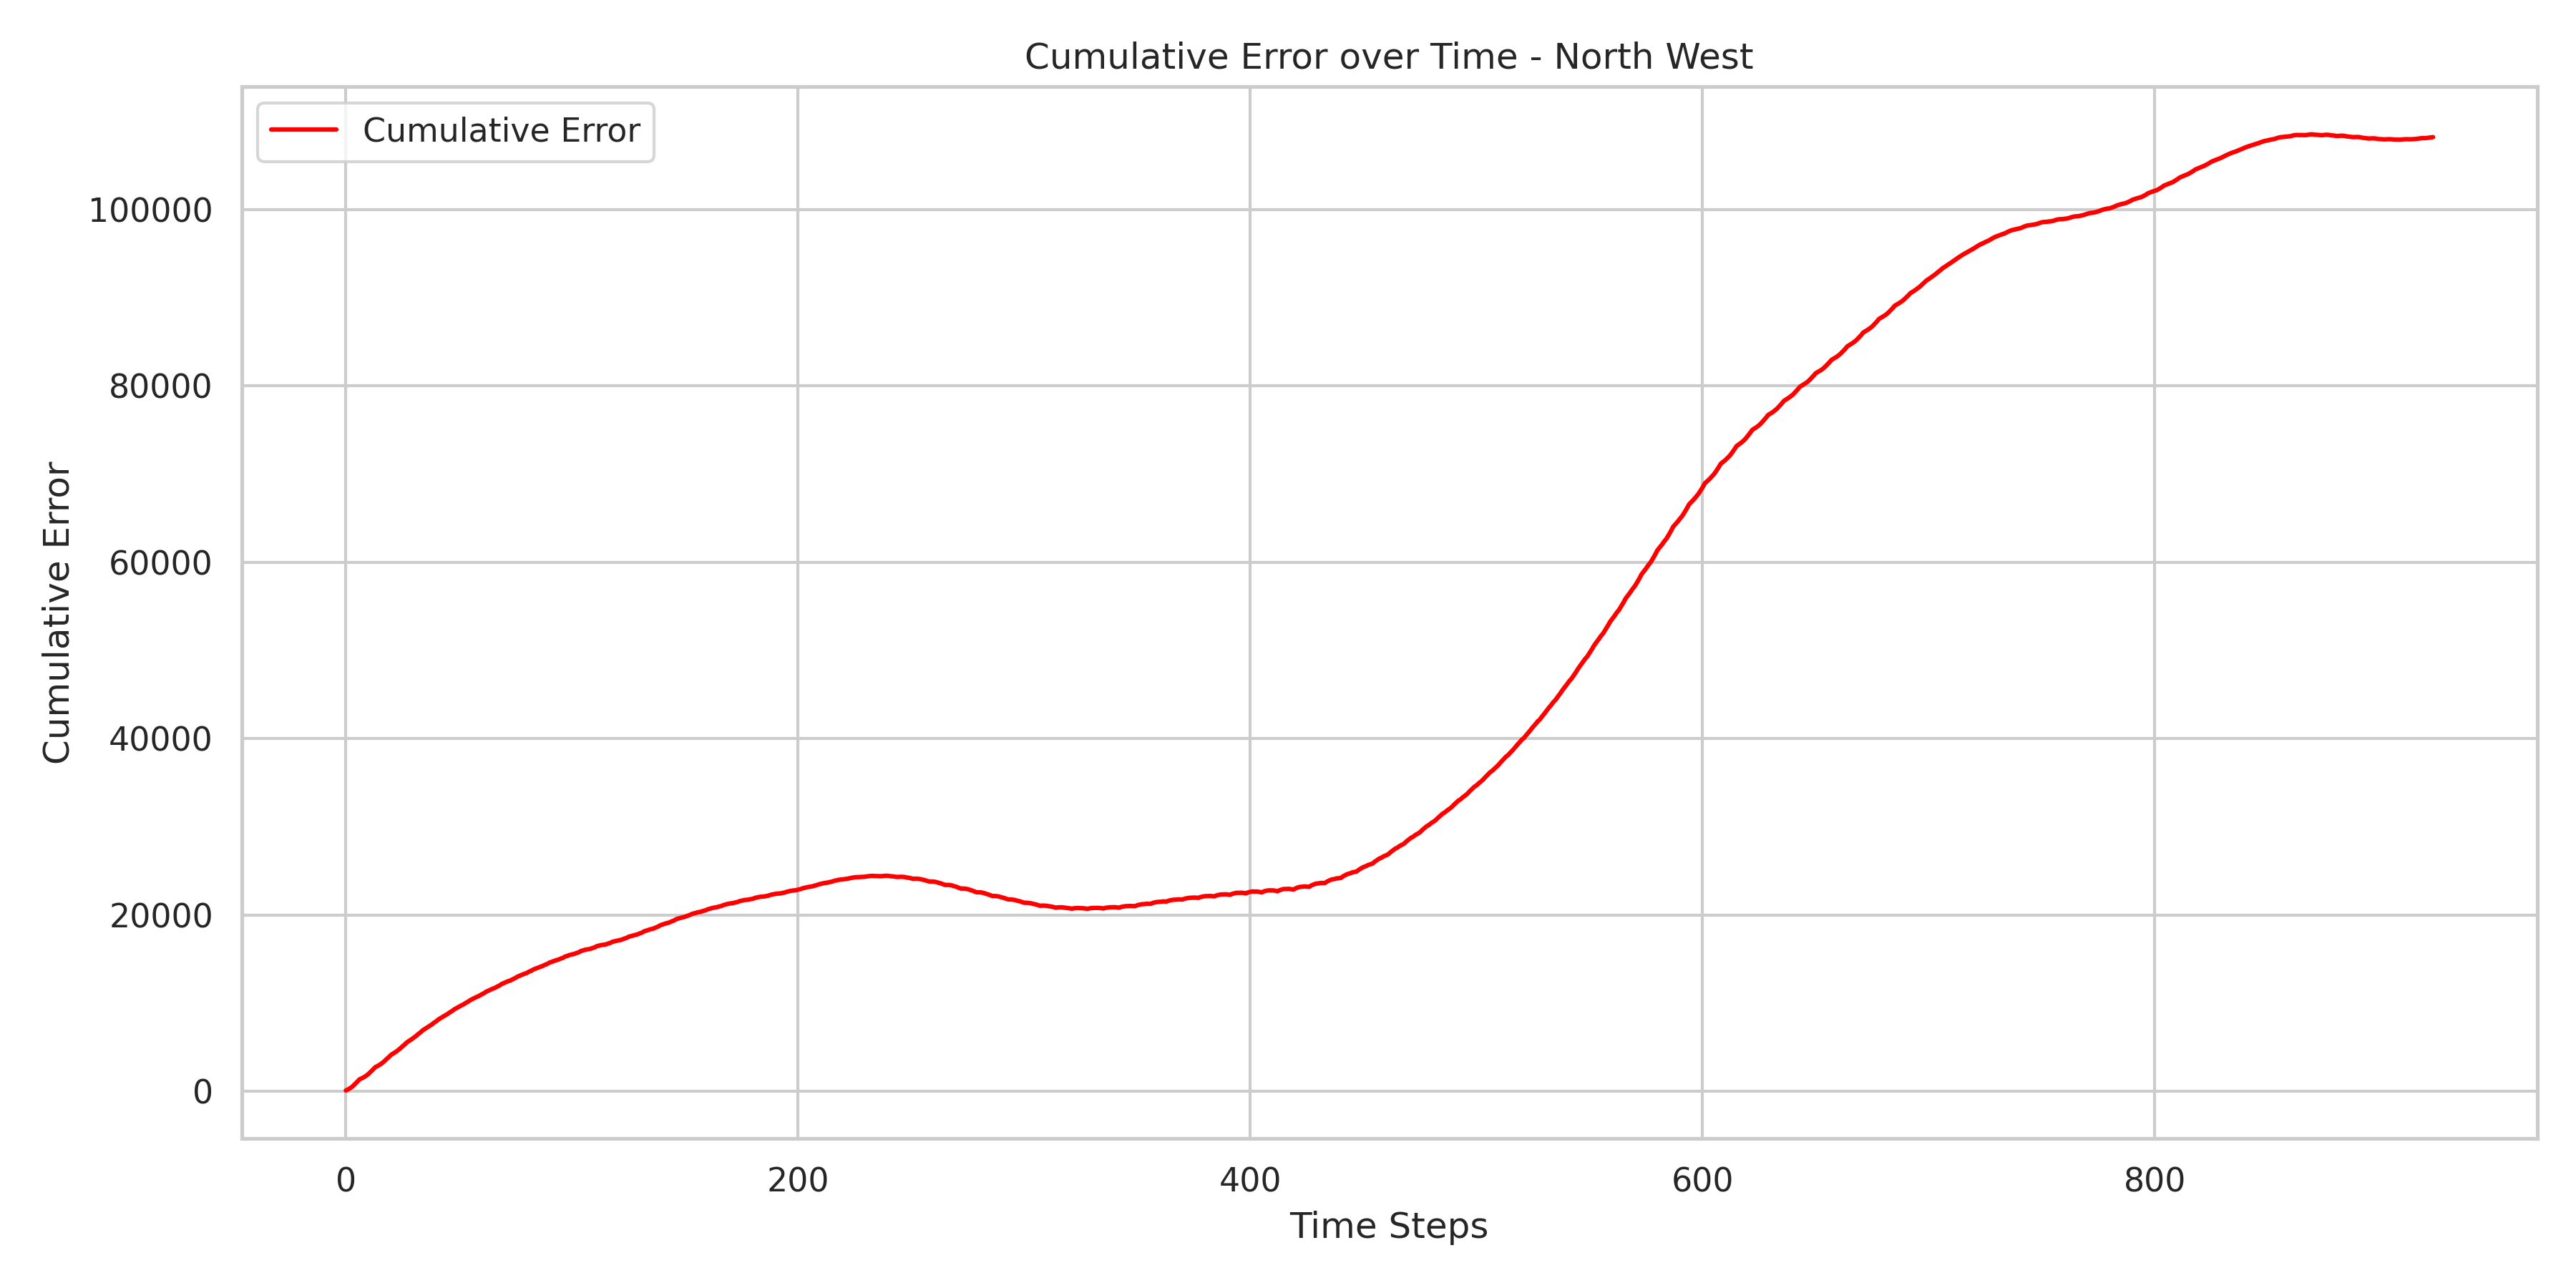 Cumulative Error over Time - North West
Cumulative Error
100000
80000
60000
40000
20000
0
Cumulative Error
0 200 400 600 800
Time Steps